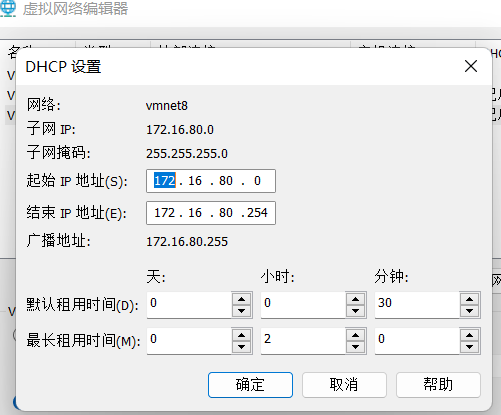 虚拟网络编辑器
DHCP 设置
网络: vmnet8
子网 IP: 172.16.80.0
子网掩码: 255.255.255.0
起始 IP 地址(S): 172 . 16 . 80 . 0
结束 IP 地址(E): 172 . 16 . 80 .254
广播地址: 172.16.80.255
天: 小时: 分钟:
默认租用时间(D): 0 0 30
最长租用时间(M): 0 2 0
确定 取消 帮助